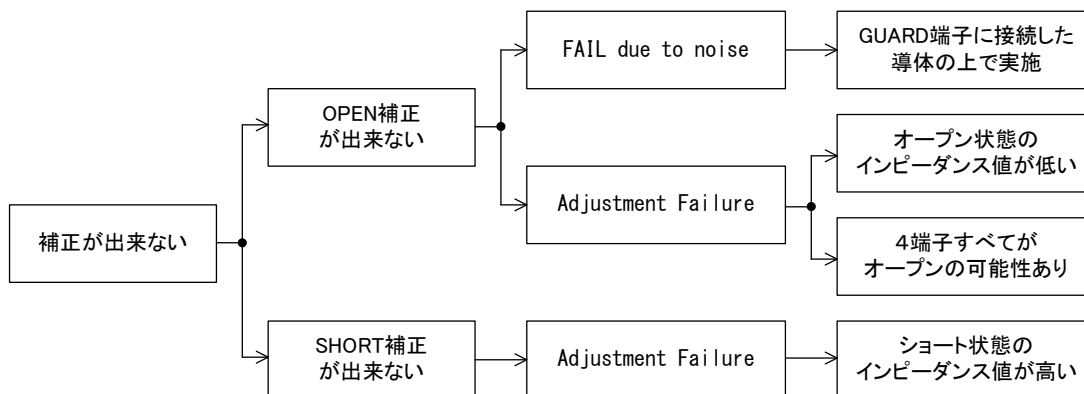 補正が出来ない
OPEN補正
が出来ない
FAIL due to noise
GUARD端子に接続した
導体の上で実施
Adjustment Failure
オープン状態の
インピーダンス値が低い
４端子すべてが
オープンの可能性あり
SHORT補正
が出来ない
Adjustment Failure
ショート状態の
インピーダンス値が高い